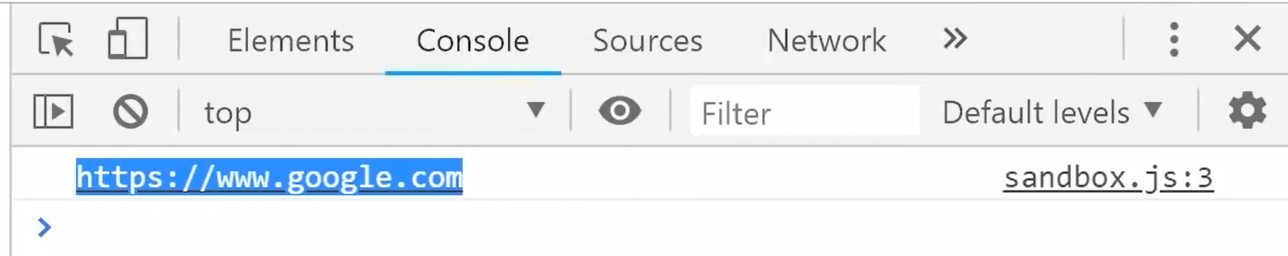 Elements Console Sources Network »
top Filter Default levels
https://www.google.com sandbox.js:3